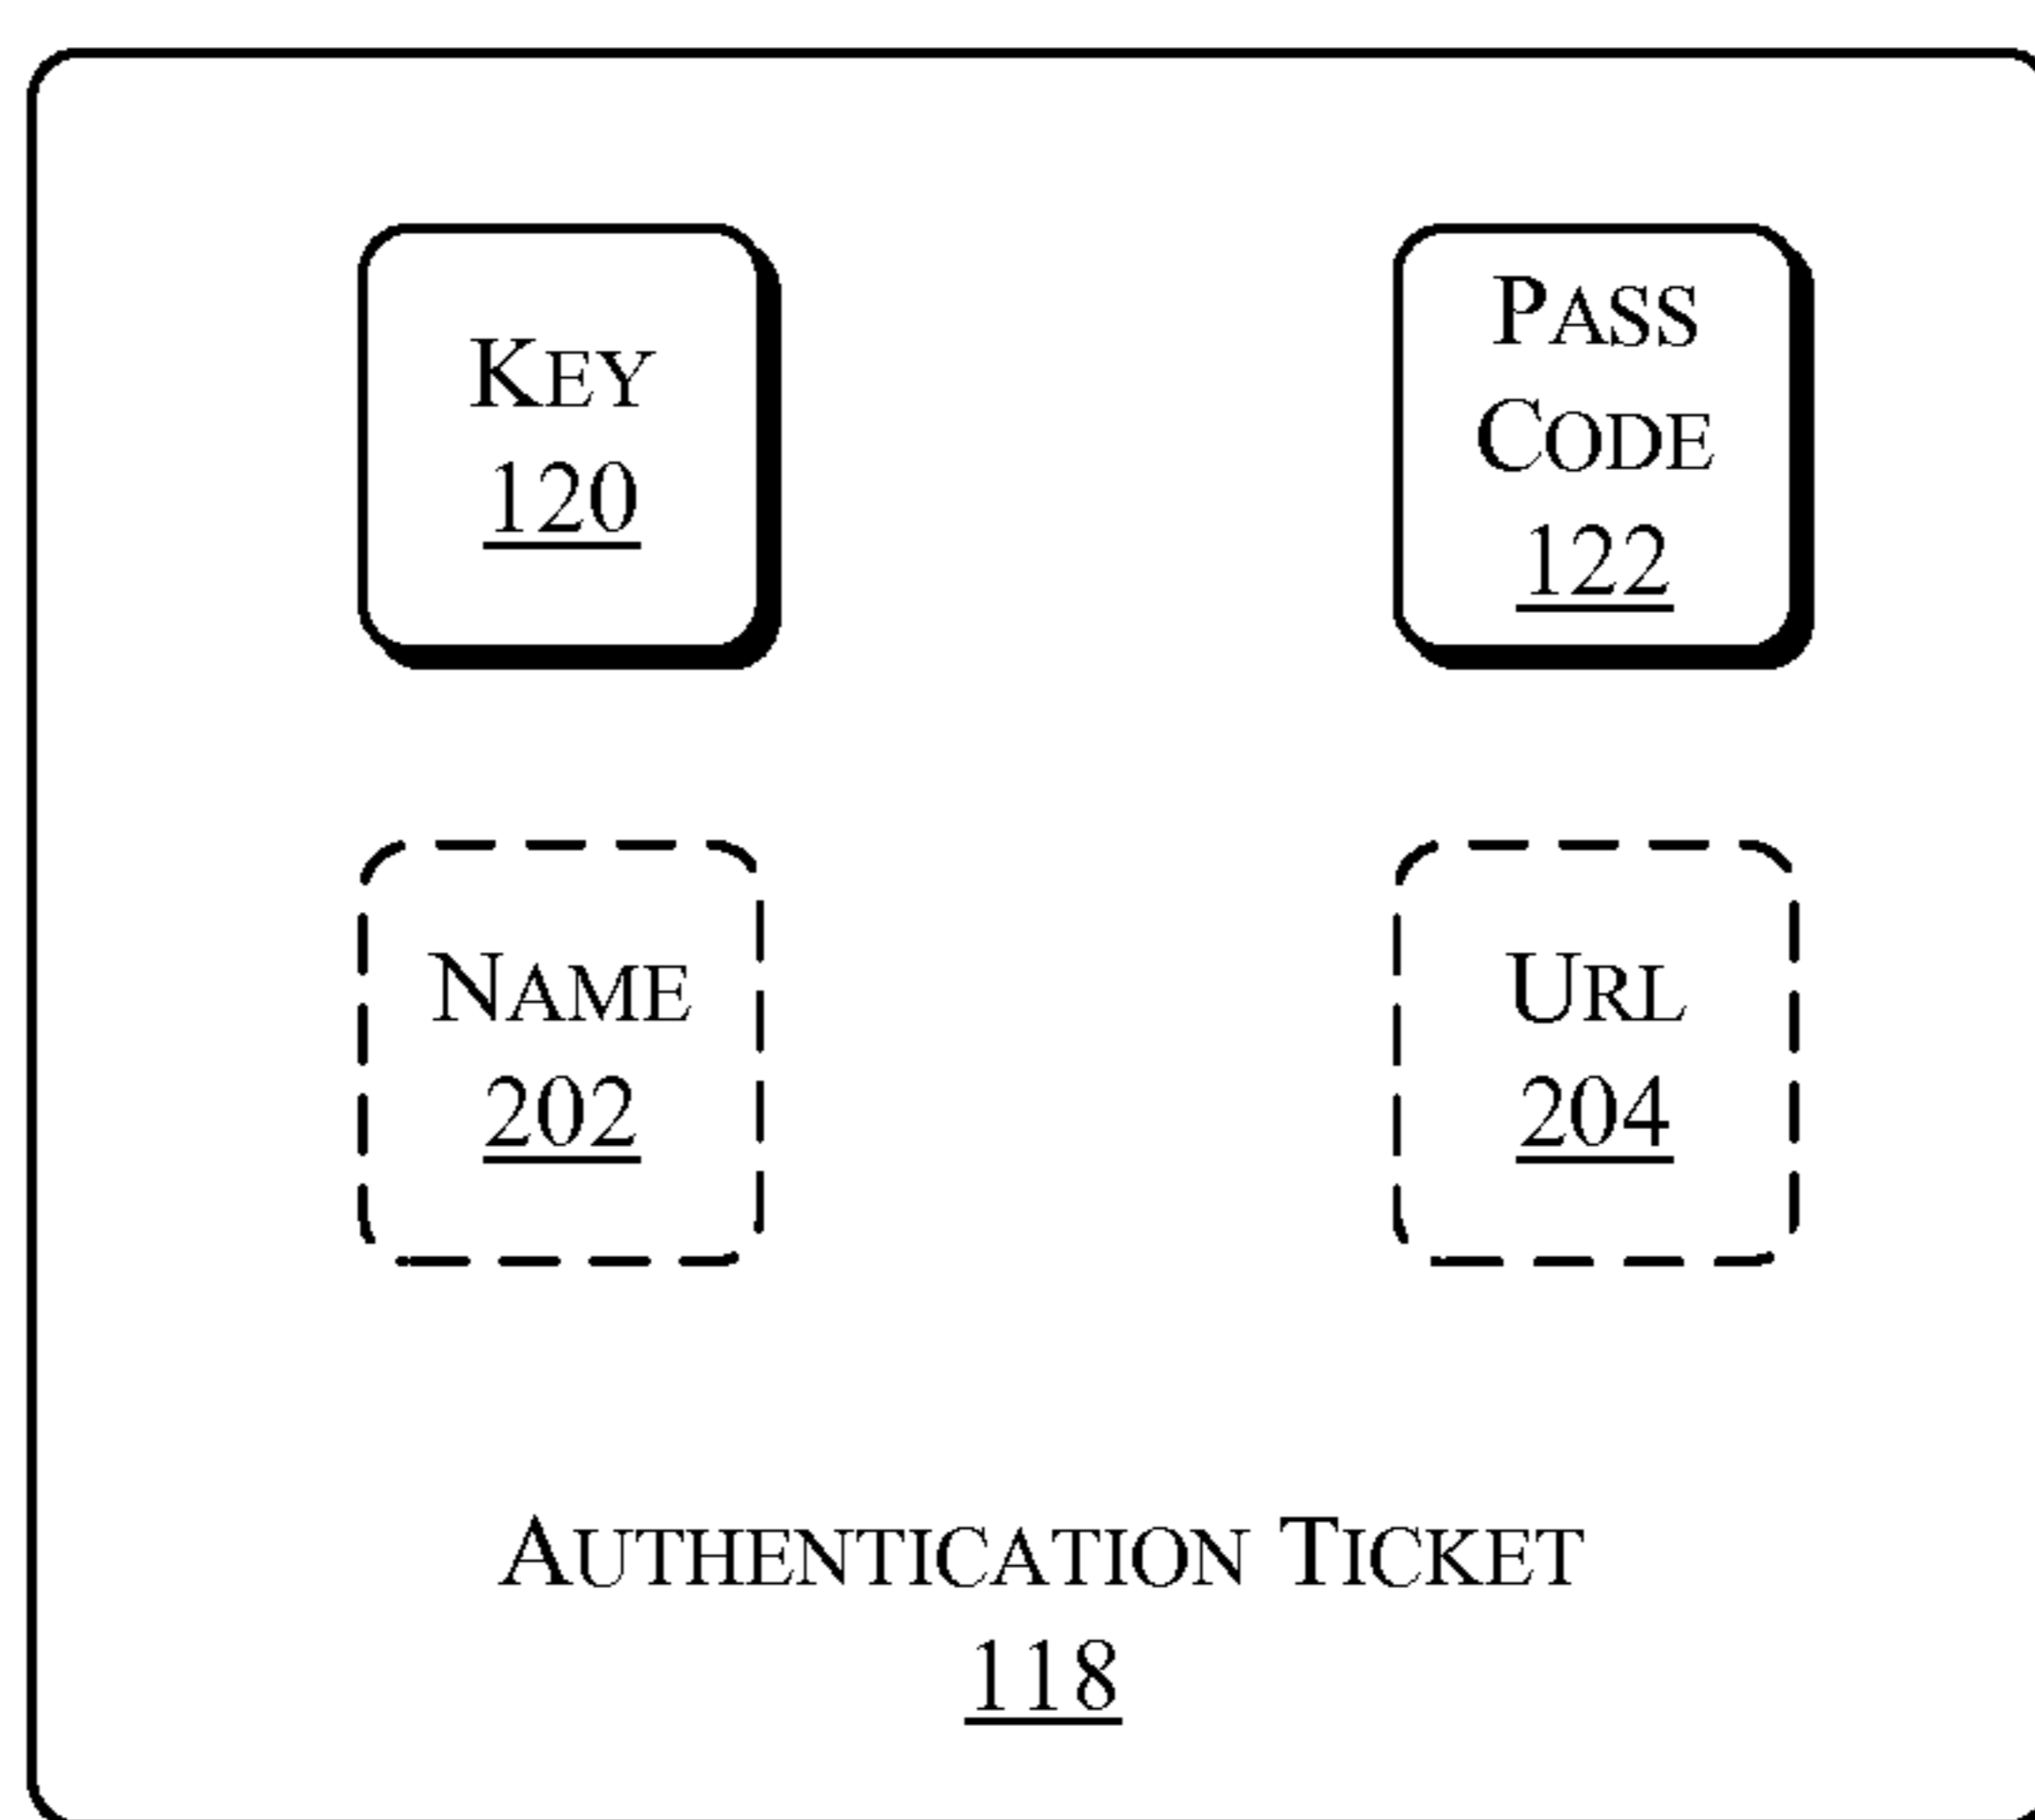 KEY
120
PASS
CODE
122
NAME
202
URL
204
AUTHENTICATION TICKET
118